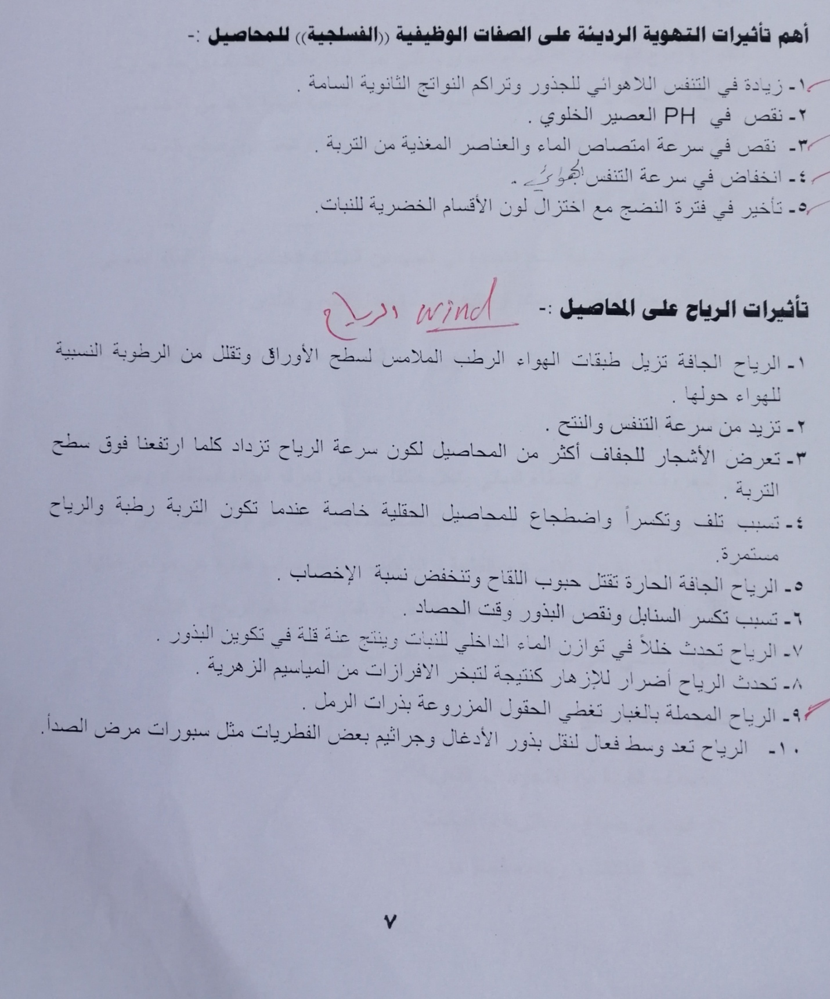 أهم تأثيرات التهوية الرديئة على الصفات الوظيفية ((الفسلجية)) للمحاصيل :-
١- زيادة في التنفس اللاهوائي للجذور وتراكم النواتج الثانوية السامة .
٢- نقص في PH العصير الخلوي .
٣- نقص في سرعة امتصاص الماء والعناصر المغذية من التربة .
٤- انخفاض في سرعة التنفس الهوائي .
٥- تأخير في فترة النضج مع اختزال لون الأقسام الخضرية للنبات.
تأثيرات الرياح على المحاصيل :- wind الرياح
١- الرياح الجافة تزيل طبقات الهواء الرطب الملامس لسطح الأوراق وتقلل من الرطوبة النسبية
للهواء حولها .
٢- تزيد من سرعة التنفس والنتح .
٣- تعرض الأشجار للجفاف أكثر من المحاصيل لكون سرعة الرياح تزداد كلما ارتفعنا فوق سطح
التربة .
٤- تسبب تلف وتكسراً واضطجاع للمحاصيل الحقلية خاصة عندما تكون التربة رطبة والرياح
مستمرة.
٥- الرياح الجافة الحارة تقتل حبوب اللقاح وتنخفض نسبة الإخصاب .
٦- تسبب تكسر السنابل ونقص البذور وقت الحصاد .
٧- الرياح تحدث خللاً في توازن الماء الداخلي للنبات وينتج عنة قلة في تكوين البذور .
٨- تحدث الرياح أضرار للإزهار كنتيجة لتبخر الافرازات من المياسيم الزهرية .
٩- الرياح المحملة بالغبار تغطي الحقول المزروعة بذرات الرمل .
١٠- الرياح تعد وسط فعال لنقل بذور الأدغال وجراثيم بعض الفطريات مثل سبورات مرض الصدأ.
٧